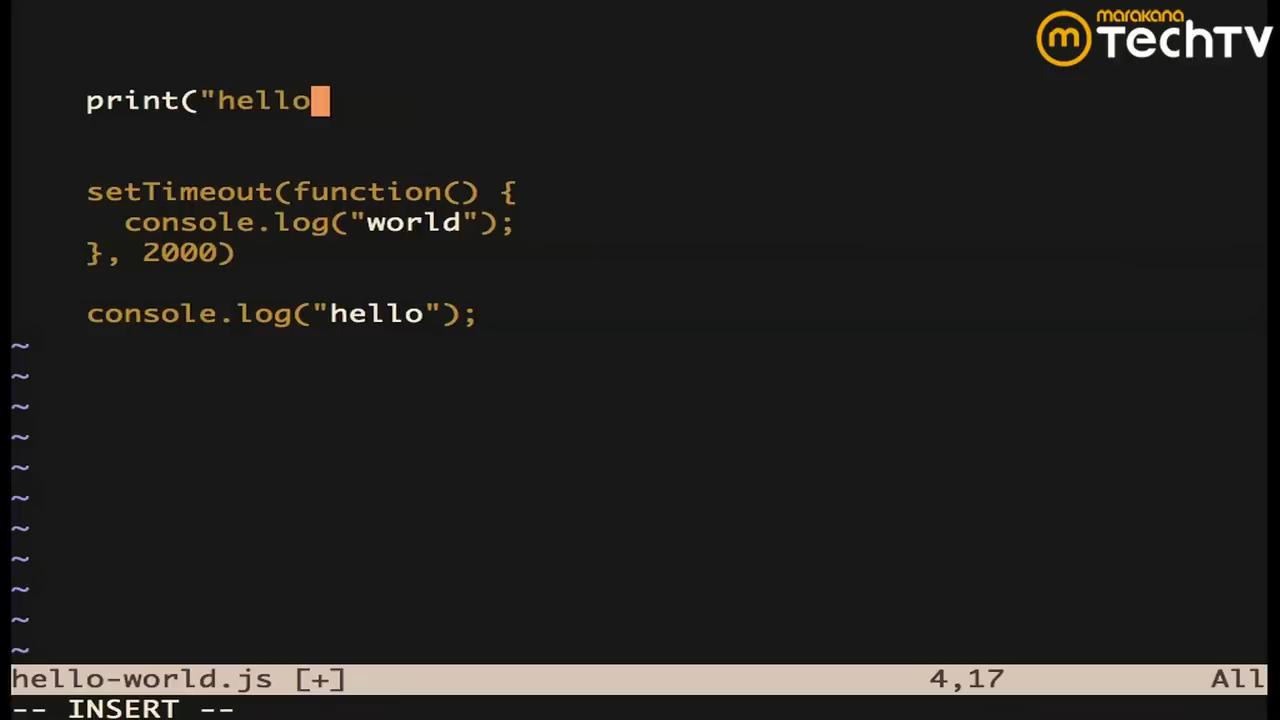 marakana
m TechTV
print("hello
setTimeout(function() {
  console.log("world");
}, 2000)
console.log("hello");
~
~
~
~
~
~
~
~
~
~
~
hello-world.js [+] 4,17 All
-- INSERT --